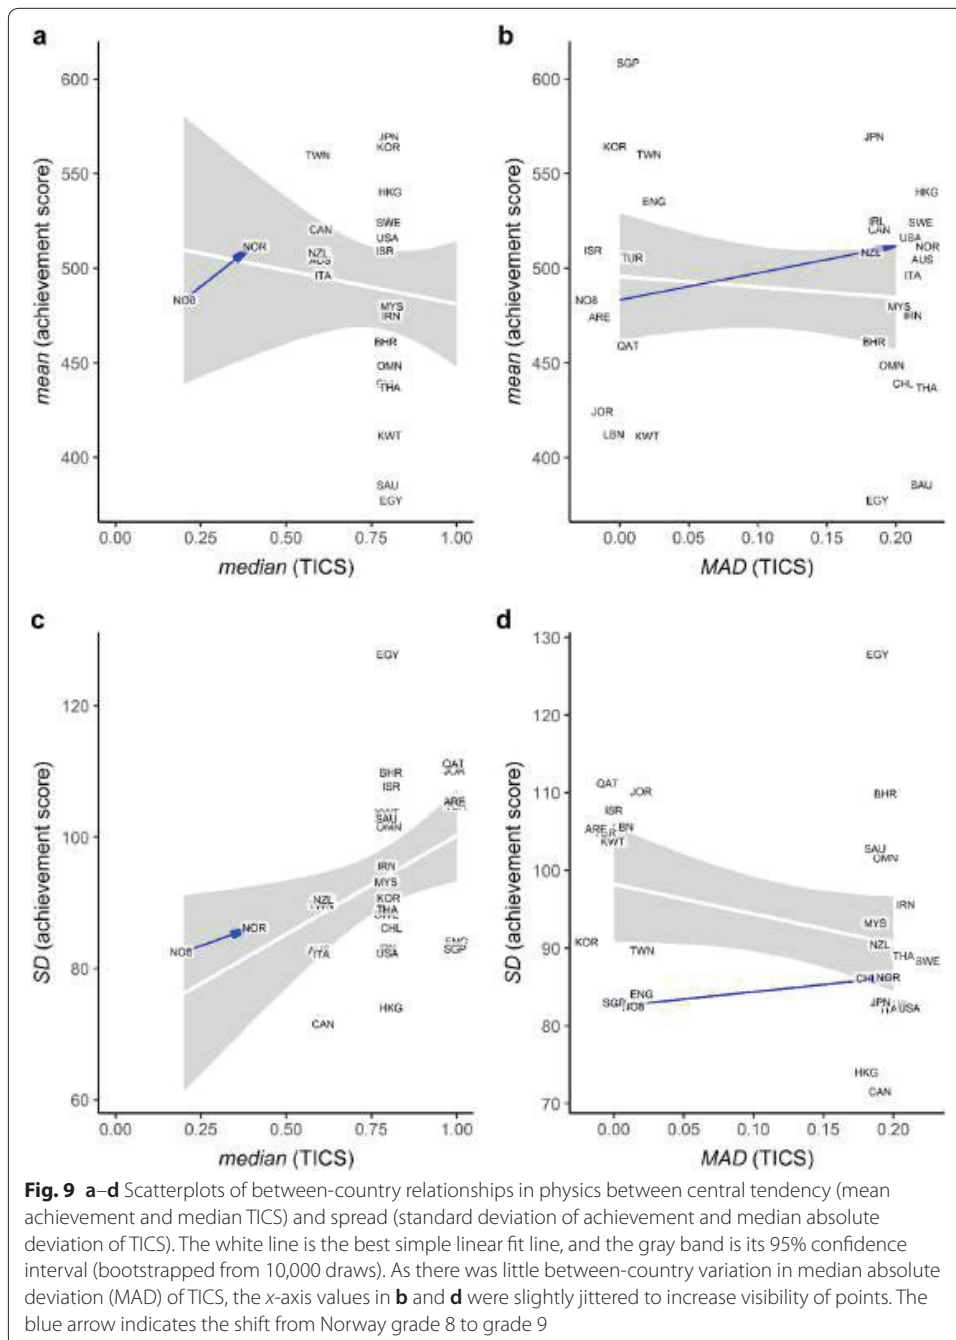 a
mean (achievement score)
600
550
500
450
400
JPN
KOR
TWN
HKG
SWE
CAN
USA
NOR
NZL
ISR
ITA
NO8
MYS
IRN
BHR
OMN
THA
KWT
SAU
EGY
0.00 0.25 0.50 0.75 1.00
median (TICS)
b
mean (achievement score)
600
550
500
450
400
SGP
JPN
KOR
TWN
HKG
ENG
IRL
SWE
CAN
USA
ISR
NZL
NOR
TUR
AUS
ITA
NO8
MYS
ARE
IRN
QAT
BHR
OMN
CHL
THA
JOR
LBN
KWT
SAU
EGY
0.00 0.05 0.10 0.15 0.20
MAD (TICS)
c
SD (achievement score)
120
100
80
60
EGY
QAT
JOR
BHR
ISR
ARE
SAU
OMN
IRN
MYS
NZL
KOR
THA
NOR
CHL
NO8
ITA
USA
SGP
HKG
CAN
0.00 0.25 0.50 0.75 1.00
median (TICS)
d
SD (achievement score)
130
120
110
100
90
80
70
EGY
QAT
JOR
BHR
ISR
ARE
KWT
SAU
OMN
IRN
MYS
KOR
TWN
NZL
THA
SWE
NOR
ENG
SGP
NO8
JPN
USA
HKG
CAN
0.00 0.05 0.10 0.15 0.20
MAD (TICS)
Fig. 9 a–d Scatterplots of between-country relationships in physics between central tendency (mean
achievement and median TICS) and spread (standard deviation of achievement and median absolute
deviation of TICS). The white line is the best simple linear fit line, and the gray band is its 95% confidence
interval (bootstrapped from 10,000 draws). As there was little between-country variation in median absolute
deviation (MAD) of TICS, the x-axis values in b and d were slightly jittered to increase visibility of points. The
blue arrow indicates the shift from Norway grade 8 to grade 9